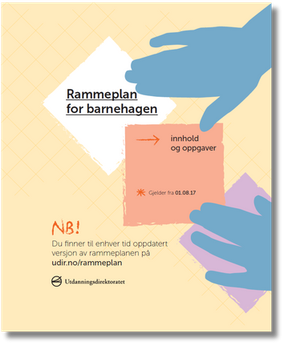 Rammeplan
for barnehagen
innhold
og oppgaver
Gjelder fra 01.08.17
NB!
Du finner til enhver tid oppdatert
versjon av rammeplanen på
udir.no/rammeplan
Utdanningsdirektoratet